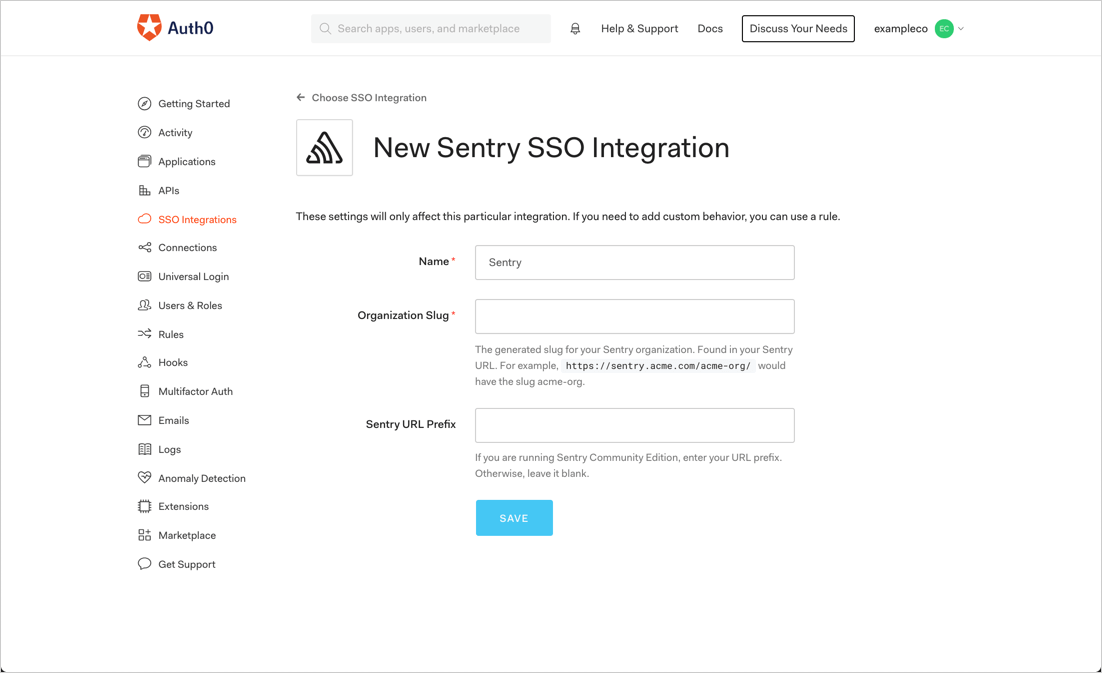 Auth0
Search apps, users, and marketplace
Help & Support
Docs
Discuss Your Needs
exampleco
EC
Getting Started
Activity
Applications
APIs
SSO Integrations
Connections
Universal Login
Users & Roles
Rules
Hooks
Multifactor Auth
Emails
Logs
Anomaly Detection
Extensions
Marketplace
Get Support
Choose SSO Integration
New Sentry SSO Integration
These settings will only affect this particular integration. If you need to add custom behavior, you can use a rule.
Name *
Sentry
Organization Slug *
The generated slug for your Sentry organization. Found in your Sentry
URL. For example, https://sentry.acme.com/acme-org/ would
have the slug acme-org.
Sentry URL Prefix
If you are running Sentry Community Edition, enter your URL prefix.
Otherwise, leave it blank.
SAVE